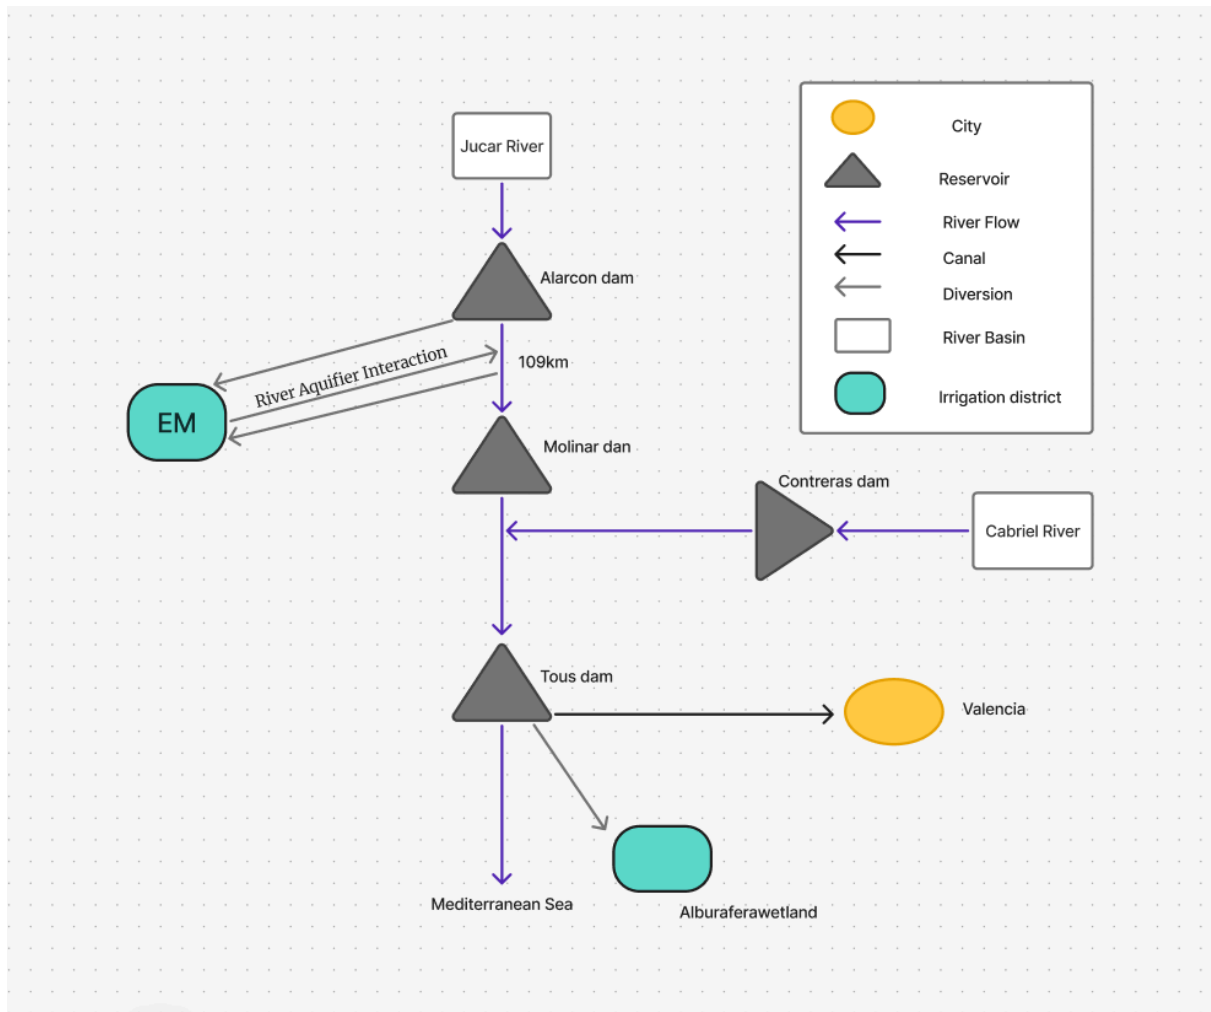 Jucar River
Alarcon dam
River Aquifier Interaction
109km
EM
Molinar dan
Contreras dam
Cabriel River
Tous dam
Valencia
Mediterranean Sea
Alburaferawetland
City
Reservoir
River Flow
Canal
Diversion
River Basin
Irrigation district